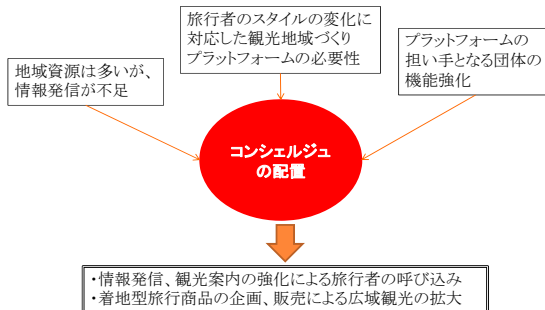 旅行者のスタイルの変化に
対応した観光地域づくり
プラットフォームの必要性
プラットフォームの
担い手となる団体の
機能強化
地域資源は多いが、
情報発信が不足
コンシェルジュ
の配置
・情報発信、観光案内の強化による旅行者の呼び込み
・着地型旅行商品の企画、販売による広域観光の拡大